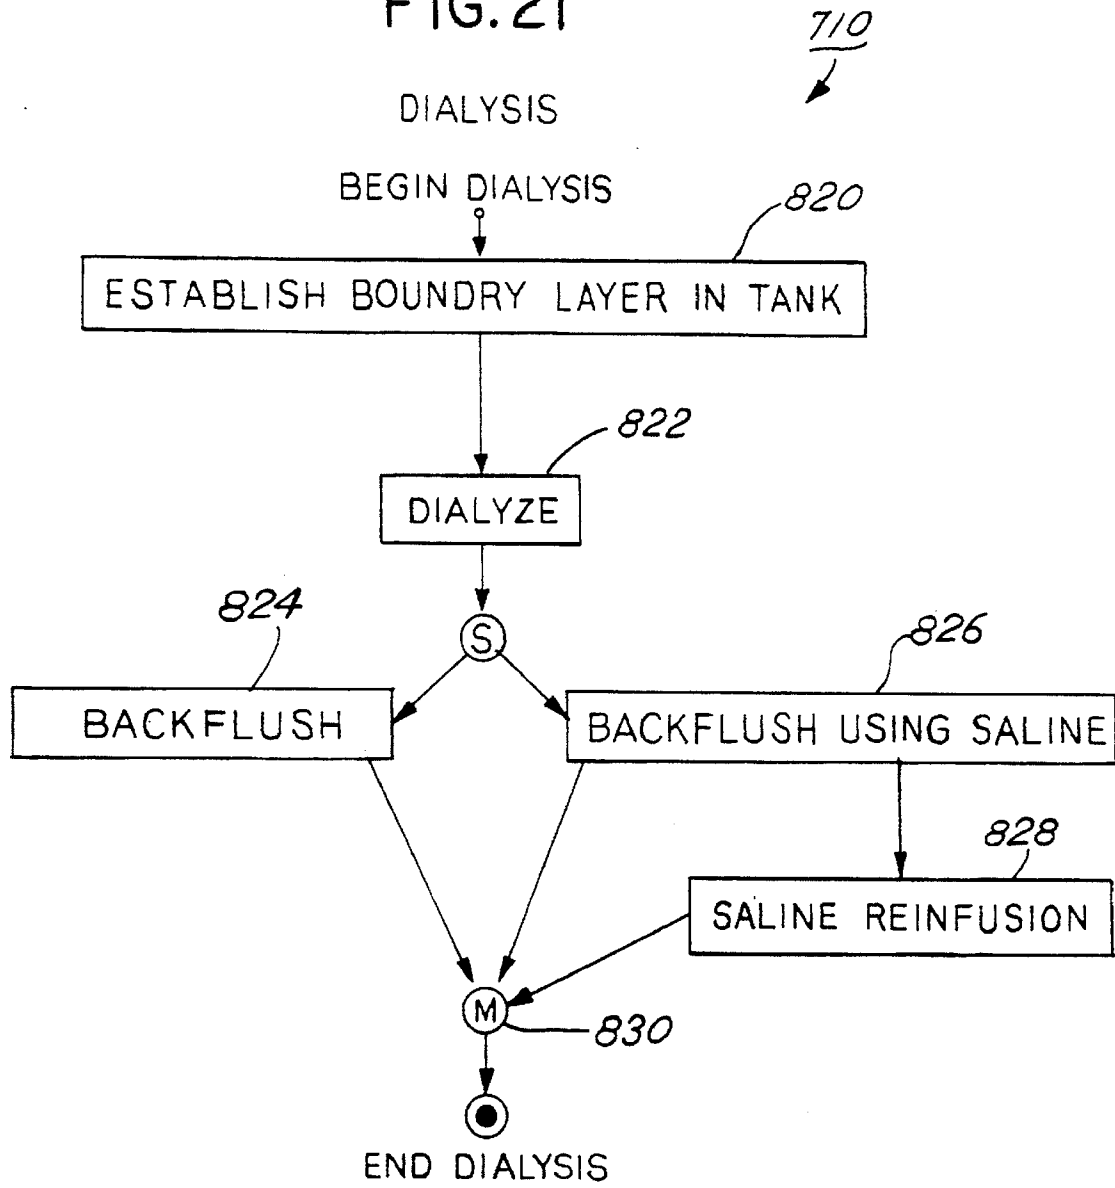 FIG. 21
710
DIALYSIS
BEGIN DIALYSIS
820
ESTABLISH BOUNDRY LAYER IN TANK
822
DIALYZE
824
S
826
BACKFLUSH
BACKFLUSH USING SALINE
828
SALINE REINFUSION
M
830
END DIALYSIS